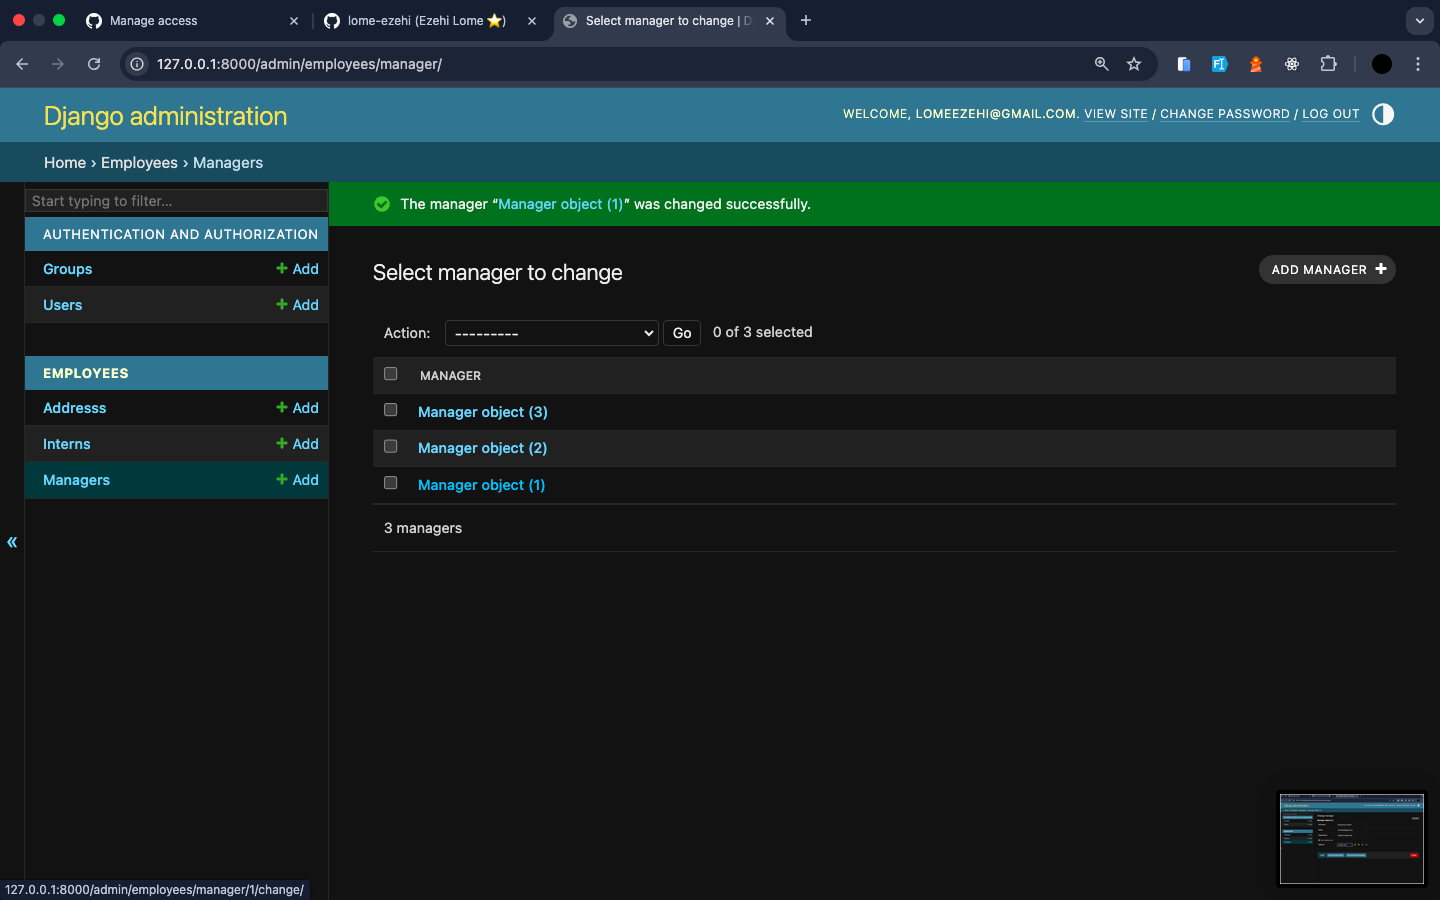 Manage access
lome-ezehi (Ezehi Lome ⭐)
Select manager to change | D
127.0.0.1:8000/admin/employees/manager/
Django administration
WELCOME, LOMEEZEHI@GMAIL.COM. VIEW SITE / CHANGE PASSWORD / LOG OUT
Home › Employees › Managers
Start typing to filter...
The manager “Manager object (1)” was changed successfully.
AUTHENTICATION AND AUTHORIZATION
Groups + Add
Users + Add
EMPLOYEES
Addresss + Add
Interns + Add
Managers + Add
«
Select manager to change
ADD MANAGER +
Action: --------- Go 0 of 3 selected
MANAGER
Manager object (3)
Manager object (2)
Manager object (1)
3 managers
127.0.0.1:8000/admin/employees/manager/1/change/